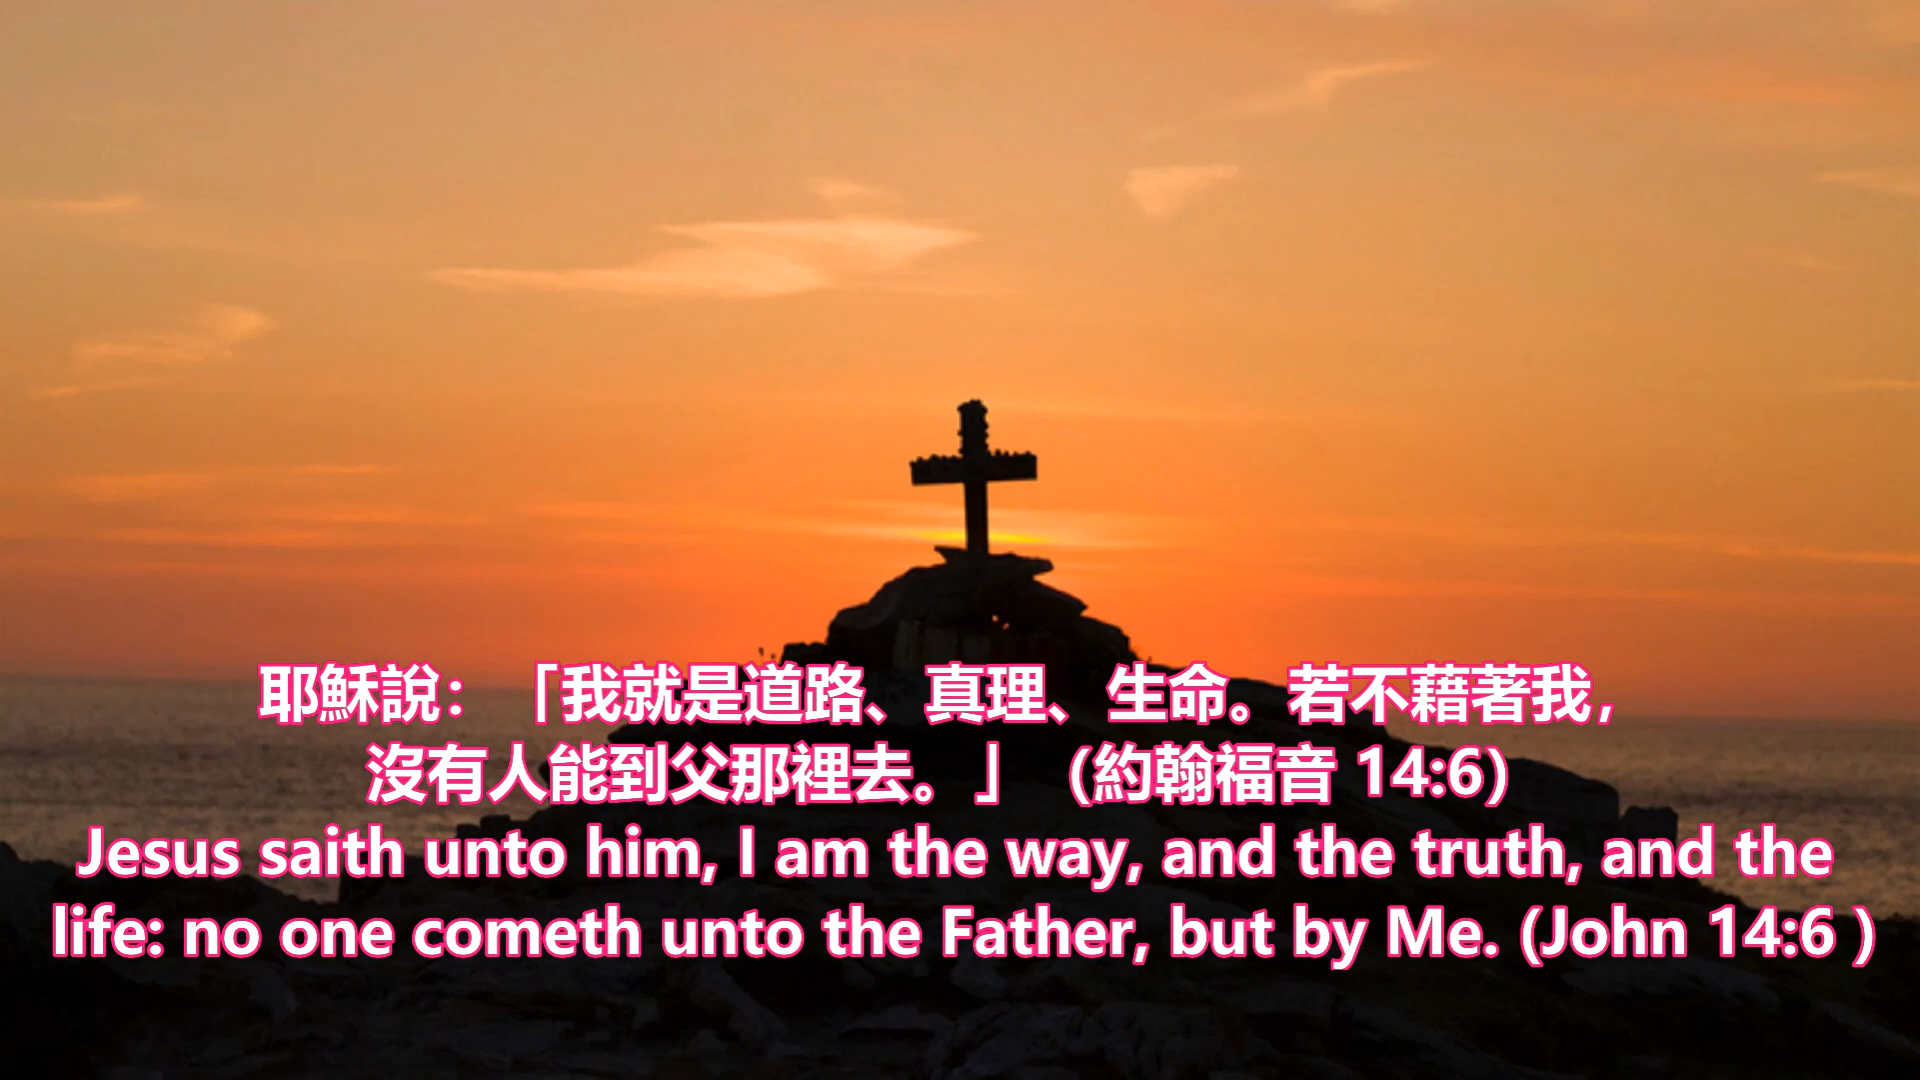 耶穌說：「我就是道路、真理、生命。若不藉著我，
沒有人能到父那裡去。」（約翰福音 14:6）
Jesus saith unto him, I am the way, and the truth, and the
life: no one cometh unto the Father, but by Me. (John 14:6 )